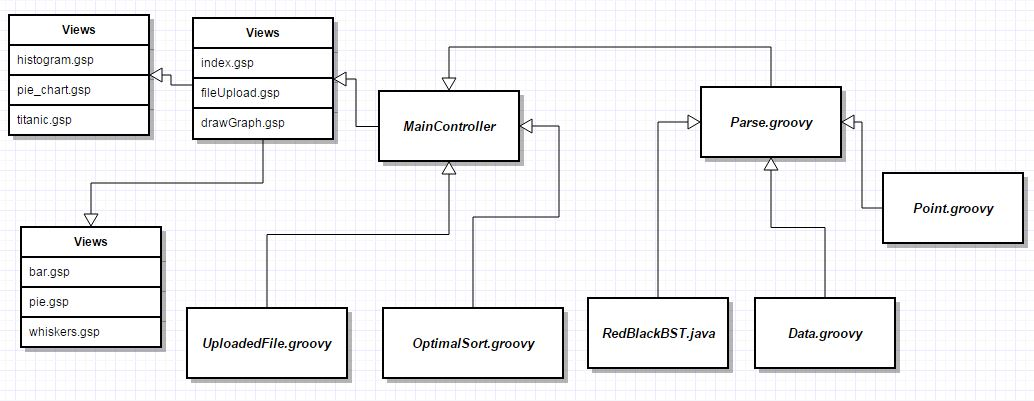 Views
histogram.gsp
pie_chart.gsp
titanic.gsp
Views
index.gsp
fileUpload.gsp
drawGraph.gsp
MainController
Parse.groovy
Point.groovy
Views
bar.gsp
pie.gsp
whiskers.gsp
UploadedFile.groovy
OptimalSort.groovy
RedBlackBST.java
Data.groovy